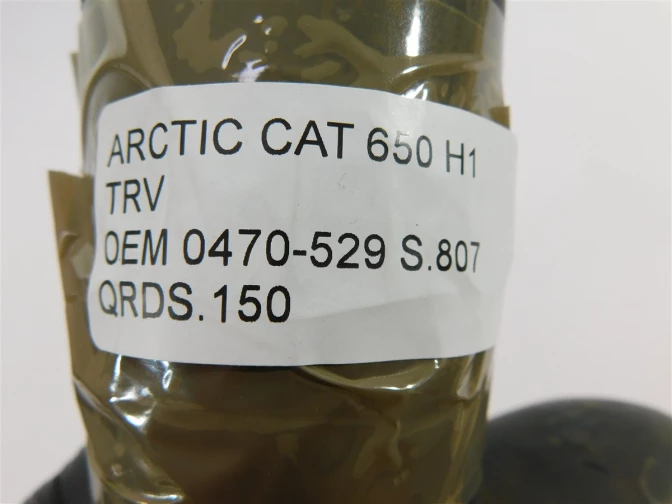 ARCTIC CAT 650 H1
TRV
OEM 0470-529 S.807
QRDS.150